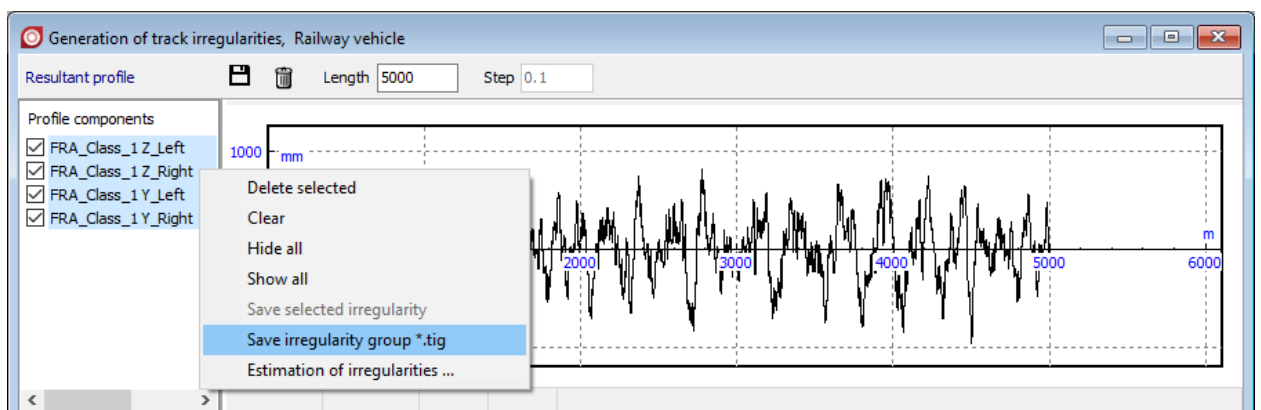 Generation of track irregularities, Railway vehicle
Resultant profile Length 5000 Step 0.1
Profile components
FRA_Class_1 Z_Left
FRA_Class_1 Z_Right
FRA_Class_1 Y_Left
FRA_Class_1 Y_Right
Delete selected
Clear
Hide all
Show all
Save selected irregularity
Save irregularity group *.tig
Estimation of irregularities ...
1000 mm
m
2000 3000 4000 5000 6000